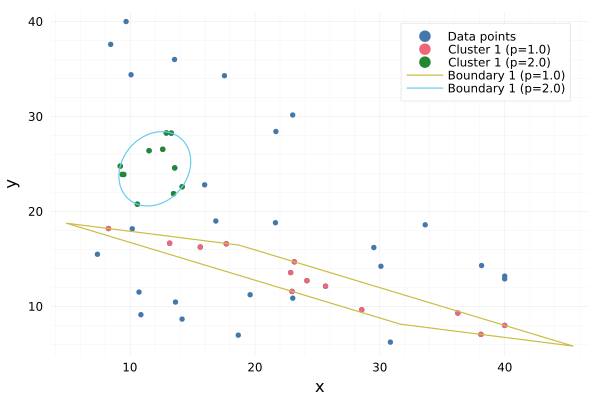 40
30
20
10
y
10
20
30
40
x
Data points
Cluster 1 (p=1.0)
Cluster 1 (p=2.0)
Boundary 1 (p=1.0)
Boundary 1 (p=2.0)